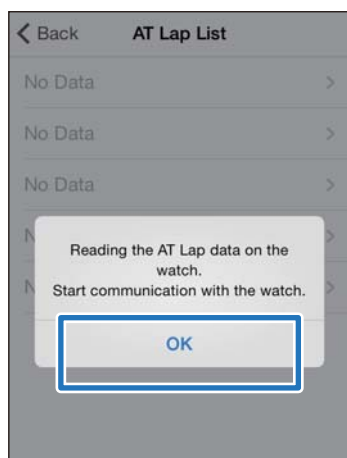 Back AT Lap List
No Data
No Data
No Data
N
Reading the AT Lap data on the
watch.
Start communication with the watch.
N
OK